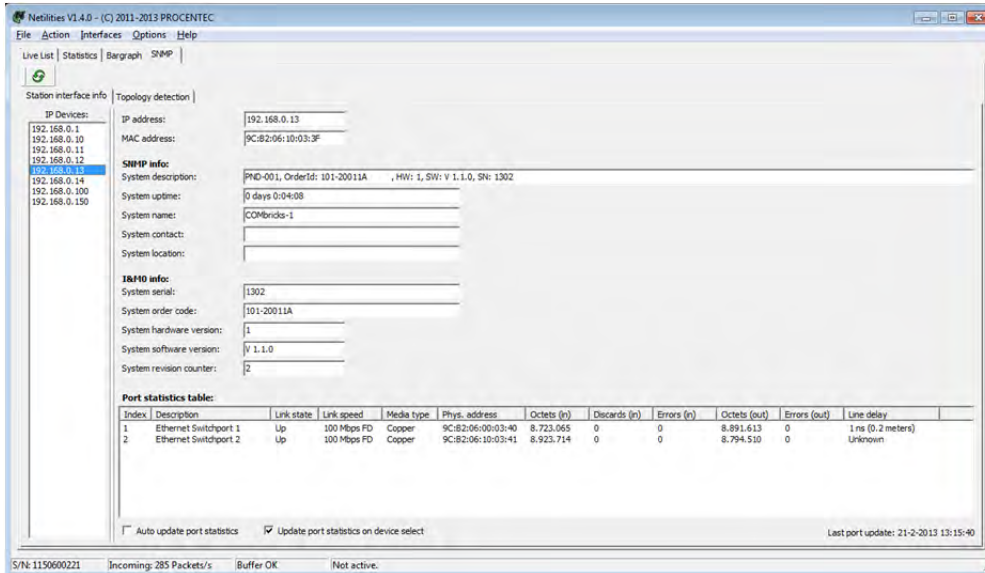 Netilities V1.4.0 - (C) 2011-2013 PROCENTEC
File Action Interfaces Options Help
Live List Statistics Bargraph SNMP
Station interface info Topology detection
IP Devices:
192.168.0.1
192.168.0.10
192.168.0.11
192.168.0.12
192.168.0.13
192.168.0.14
192.168.0.100
192.168.0.150
IP address: 192.168.0.13
MAC address: 9C:B2:06:10:03:3F
SNMP info:
System description: PND-001, OrderId: 101-20011A , HW: 1, SW: V 1.1.0, SN: 1302
System uptime: 0 days 0:04:08
System name: COMbricks-1
System contact:
System location:
I&M0 info:
System serial: 1302
System order code: 101-20011A
System hardware version: 1
System software version: V 1.1.0
System revision counter: 2
Port statistics table:
Index Description Link state Link speed Media type Phys. address Octets (in) Discards (in) Errors (in) Octets (out) Errors (out) Line delay
1 Ethernet Switchport 1 Up 100 Mbps FD Copper 9C:B2:06:00:03:40 8.723.065 0 0 8.891.613 0 1 ns (0.2 meters)
2 Ethernet Switchport 2 Up 100 Mbps FD Copper 9C:B2:06:10:03:41 8.923.714 0 0 8.794.510 0 Unknown
Auto update port statistics Update port statistics on device select Last port update: 21-2-2013 13:15:40
S/N: 1150600221 Incoming: 285 Packets/s Buffer OK Not active.